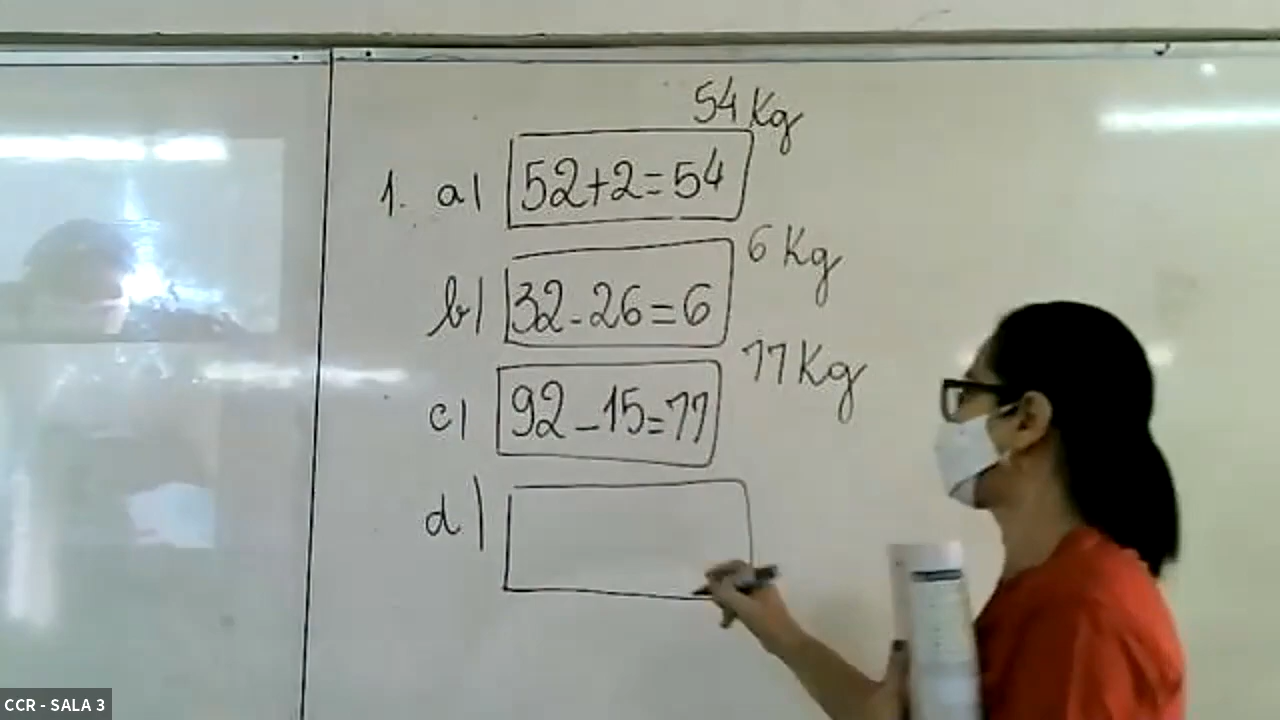 54 Kg
1. a) 52+2=54
6 Kg
b) 32-26=6
77 Kg
c) 92-15=77
d)
CCR - SALA 3